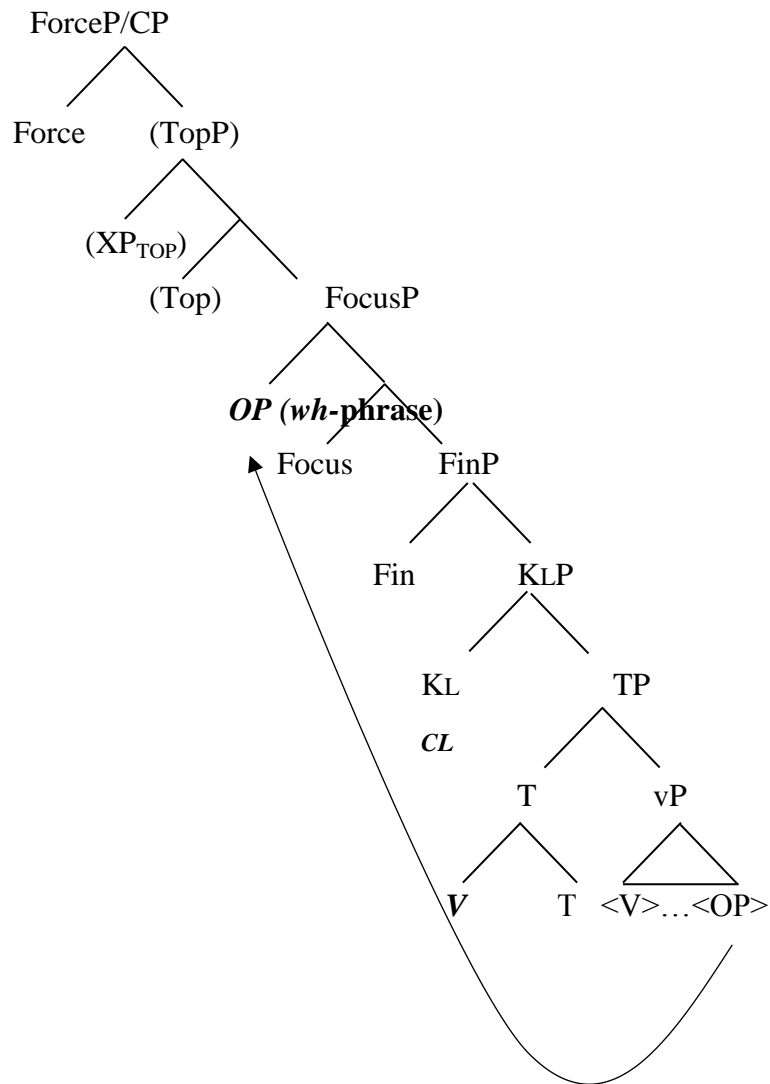 ForceP/CP
Force (TopP)
(XPTOP)
(Top) FocusP
OP (wh-phrase)
Focus FinP
Fin KLP
KL TP
CL
T vP
V T <V>…<OP>